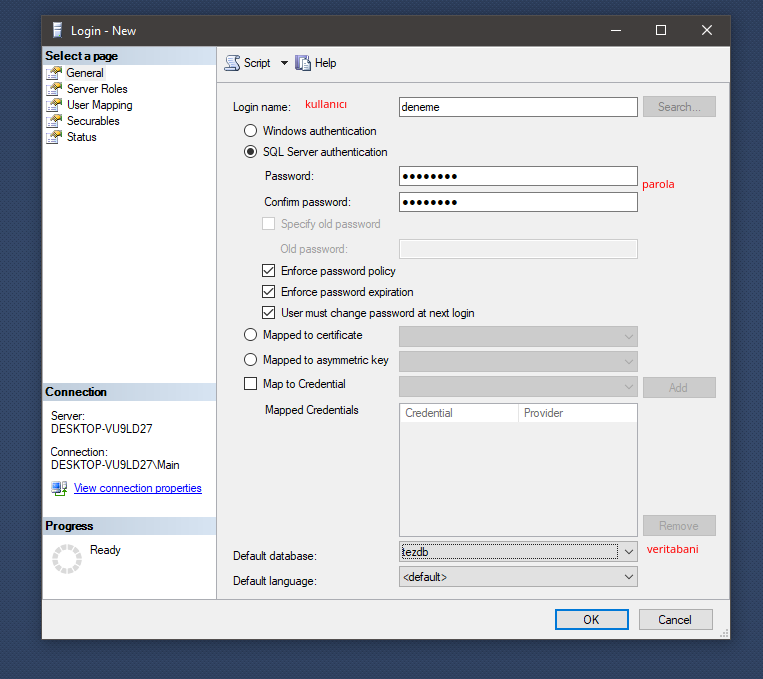 Login - New
Select a page
General
Server Roles
User Mapping
Securables
Status
Script
Help
Login name:
kullanıcı
deneme
Search...
Windows authentication
SQL Server authentication
Password:
●●●●●●●●
parola
Confirm password:
●●●●●●●●
Specify old password
Old password:
Enforce password policy
Enforce password expiration
User must change password at next login
Mapped to certificate
Mapped to asymmetric key
Map to Credential
Add
Mapped Credentials
Credential
Provider
Remove
Default database:
tezdb
veritabani
Default language:
<default>
Connection
Server:
DESKTOP-VU9LD27
Connection:
DESKTOP-VU9LD27\Main
View connection properties
Progress
Ready
OK
Cancel